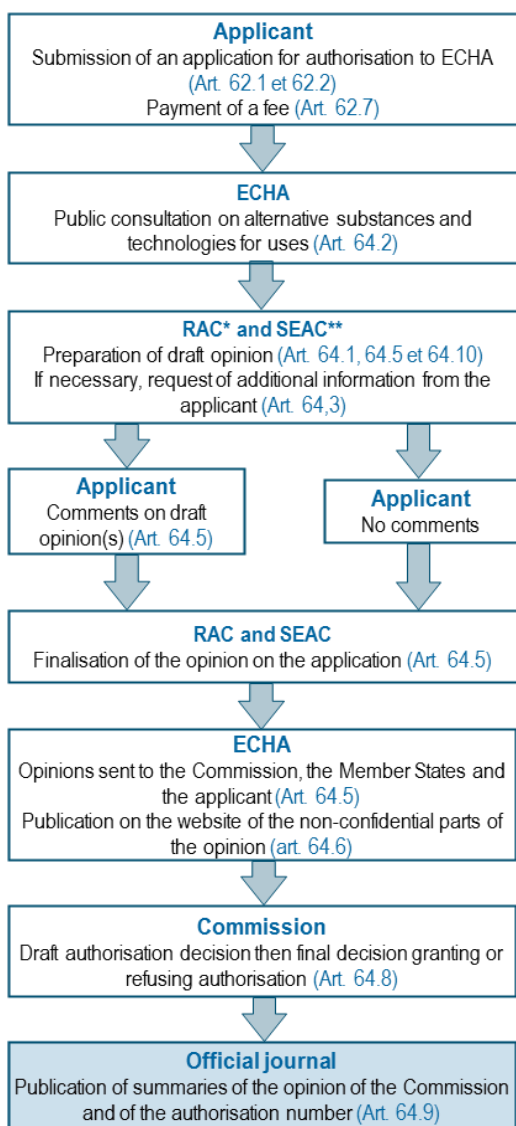 Applicant
Submission of an application for authorisation to ECHA
(Art. 62.1 et 62.2)
Payment of a fee (Art. 62.7)
ECHA
Public consultation on alternative substances and
technologies for uses (Art. 64.2)
RAC* and SEAC**
Preparation of draft opinion (Art. 64.1, 64.5 et 64.10)
If necessary, request of additional information from the
applicant (Art. 64,3)
Applicant
Comments on draft
opinion(s) (Art. 64.5)
Applicant
No comments
RAC and SEAC
Finalisation of the opinion on the application (Art. 64.5)
ECHA
Opinions sent to the Commission, the Member States and
the applicant (Art. 64.5)
Publication on the website of the non-confidential parts of
the opinion (art. 64.6)
Commission
Draft authorisation decision then final decision granting or
refusing authorisation (Art. 64.8)
Official journal
Publication of summaries of the opinion of the Commission
and of the authorisation number (Art. 64.9)